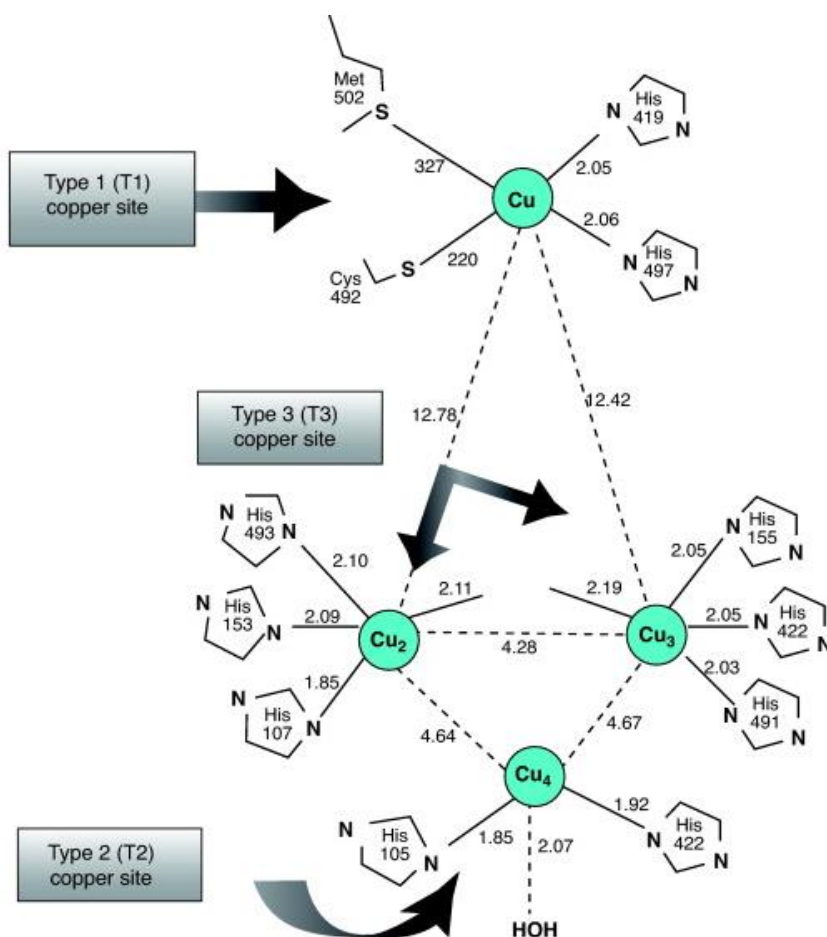 Met
502
S
His
419
N
N
Type 1 (T1)
copper site
327
2.05
Cu
2.06
S
220
Cys
492
N
His
497
N
Type 3 (T3)
copper site
12.78
12.42
N
His
493
N
2.10
2.11
2.19
2.05
N
His
155
N
N
His
153
N
2.09
Cu2
4.28
Cu3
2.05
N
His
422
N
1.85
N
His
107
N
2.03
N
His
491
N
4.64
4.67
Cu4
Type 2 (T2)
copper site
N
His
105
N
1.85
2.07
1.92
N
His
422
N
HOH